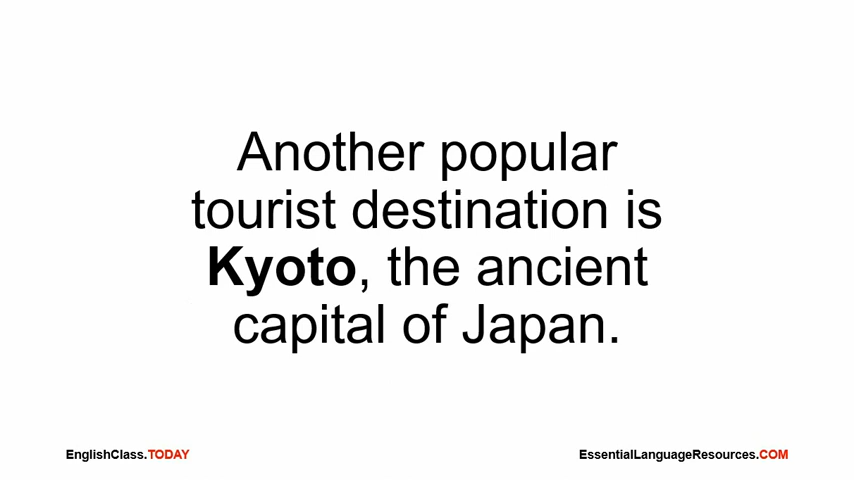 Another popular
tourist destination is
Kyoto, the ancient
capital of Japan.
EnglishClass.TODAY
EssentialLanguageResources.COM